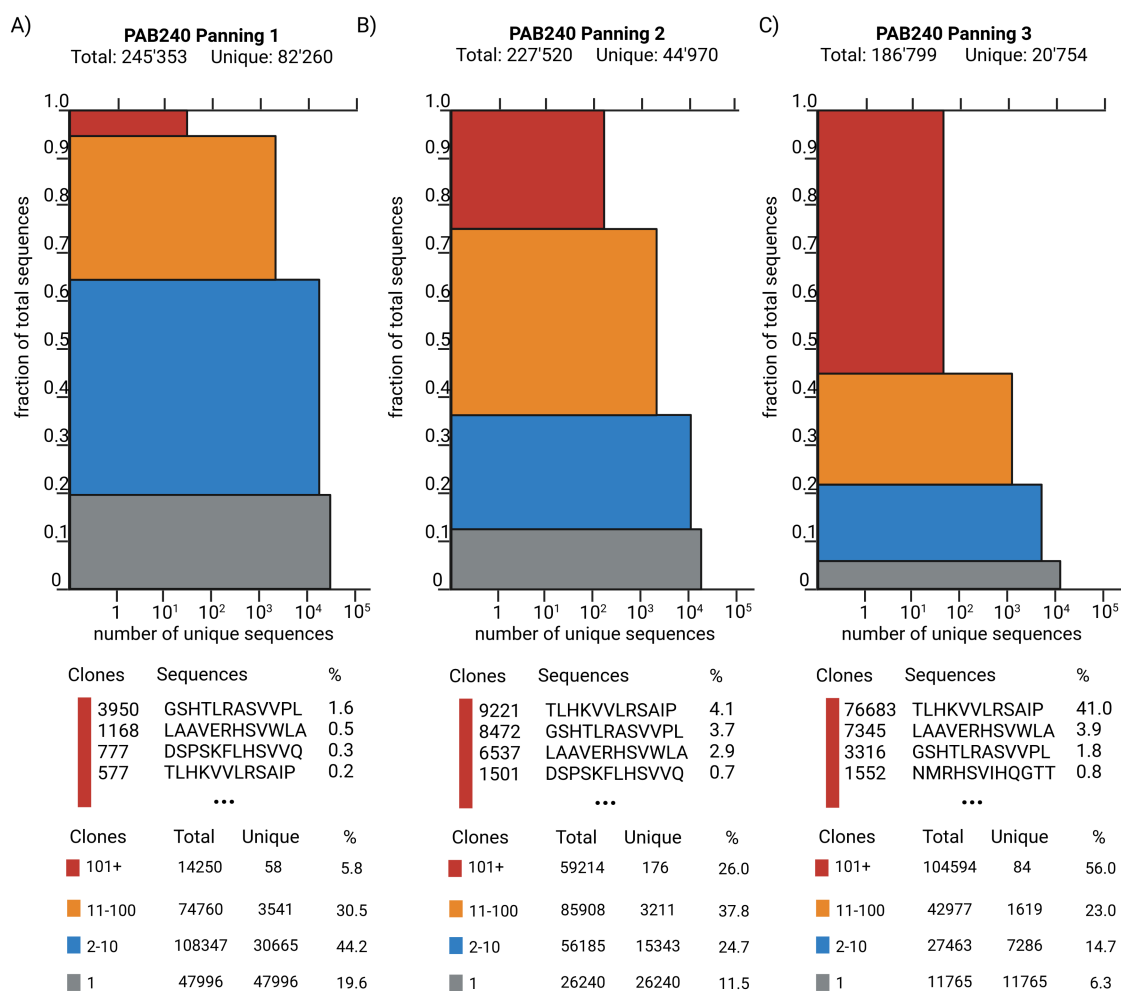 A)
PAB240 Panning 1
Total: 245'353 Unique: 82'260
1.0
0.9
0.8
0.7
0.6
0.5
0.4
0.3
0.2
0.1
0
fraction of total sequences
1 10¹ 10² 10³ 10⁴ 10⁵
number of unique sequences
Clones Sequences %
3950 GSHTLRASVVPL 1.6
1168 LAAVERHSVWLA 0.5
777 DSPSKFLHSVVQ 0.3
577 TLHKVVLRSAIP 0.2
...
Clones Total Unique %
101+ 14250 58 5.8
11-100 74760 3541 30.5
2-10 108347 30665 44.2
1 47996 47996 19.6
B)
PAB240 Panning 2
Total: 227'520 Unique: 44'970
1.0
0.9
0.8
0.7
0.6
0.5
0.4
0.3
0.2
0.1
0
fraction of total sequences
1 10¹ 10² 10³ 10⁴ 10⁵
number of unique sequences
Clones Sequences %
9221 TLHKVVLRSAIP 4.1
8472 GSHTLRASVVPL 3.7
6537 LAAVERHSVWLA 2.9
1501 DSPSKFLHSVVQ 0.7
...
Clones Total Unique %
101+ 59214 176 26.0
11-100 85908 3211 37.8
2-10 56185 15343 24.7
1 26240 26240 11.5
C)
PAB240 Panning 3
Total: 186'799 Unique: 20'754
1.0
0.9
0.8
0.7
0.6
0.5
0.4
0.3
0.2
0.1
0
fraction of total sequences
1 10¹ 10² 10³ 10⁴ 10⁵
number of unique sequences
Clones Sequences %
76683 TLHKVVLRSAIP 41.0
7345 LAAVERHSVWLA 3.9
3316 GSHTLRASVVPL 1.8
1552 NMRHSVIHQGTT 0.8
...
Clones Total Unique %
101+ 104594 84 56.0
11-100 42977 1619 23.0
2-10 27463 7286 14.7
1 11765 11765 6.3